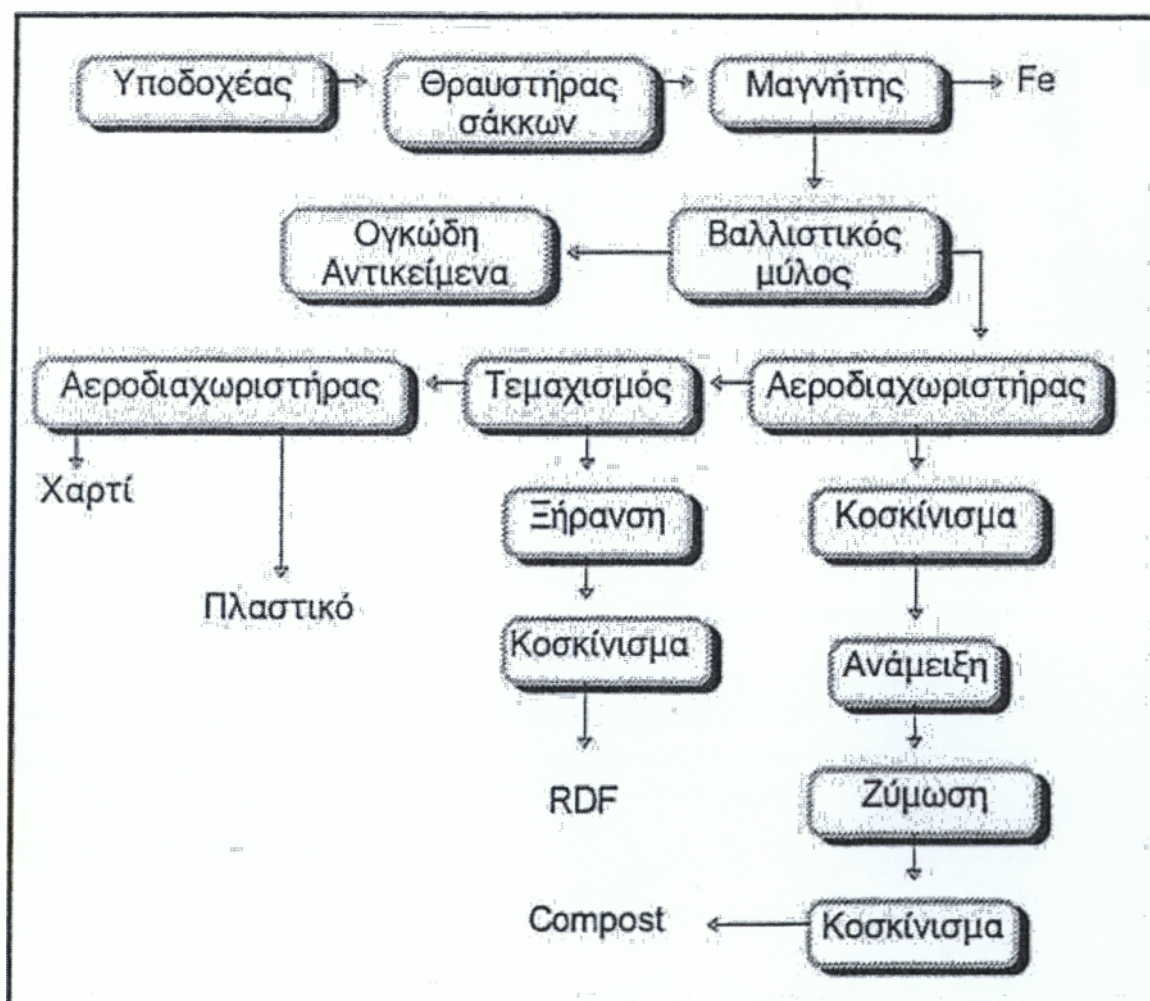 Υποδοχέας
Θραυστήρας
σάκκων
Μαγνήτης
Fe
Ογκώδη
Αντικείμενα
Βαλλιστικός
μύλος
Αεροδιαχωριστήρας
Τεμαχισμός
Αεροδιαχωριστήρας
Χαρτί
Ξήρανση
Κοσκίνισμα
Πλαστικό
Κοσκίνισμα
Ανάμειξη
RDF
Ζύμωση
Compost
Κοσκίνισμα